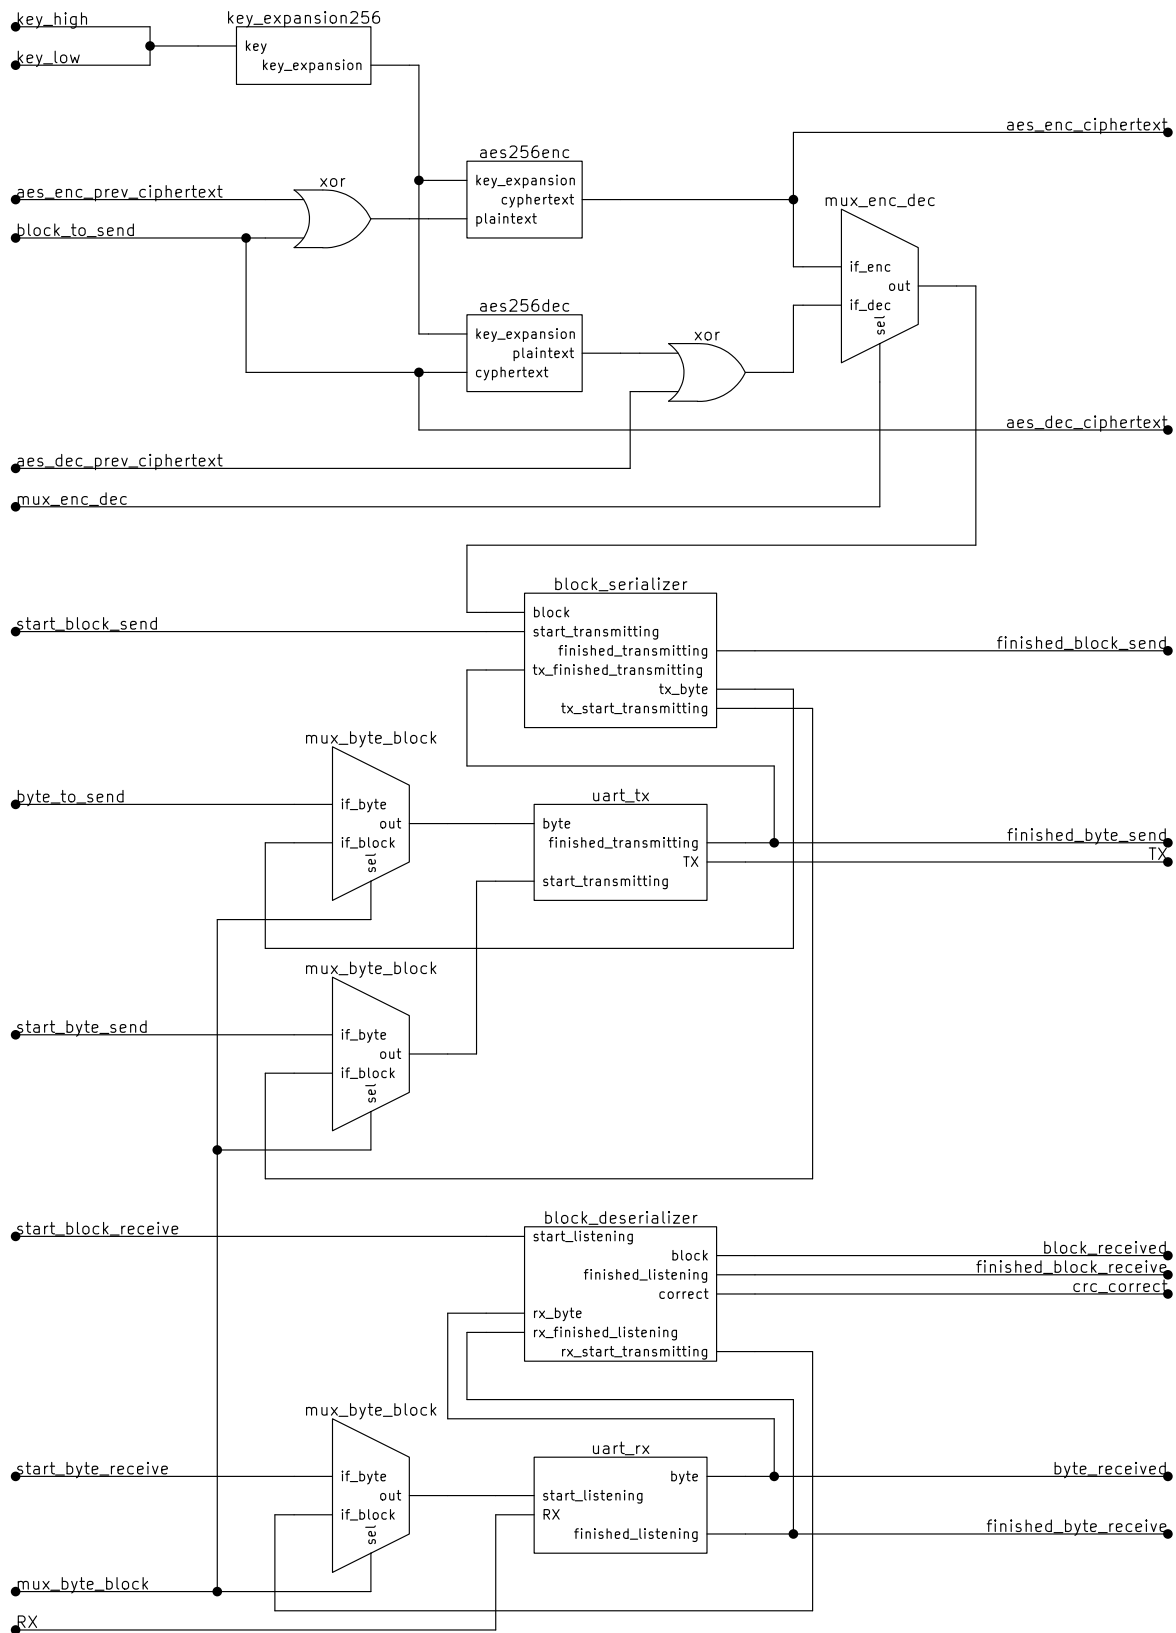 key_high
key_expansion256
key
key_low
key_expansion
aes_enc_ciphertext
aes256enc
key_expansion
xor
aes_enc_prev_ciphertext
cyphertext
mux_enc_dec
plaintext
block_to_send
if_enc
out
aes256dec
if_dec
sel
key_expansion
xor
plaintext
cyphertext
aes_dec_ciphertext
aes_dec_prev_ciphertext
mux_enc_dec
block_serializer
block
start_block_send
start_transmitting
finished_transmitting
finished_block_send
tx_finished_transmitting
tx_byte
tx_start_transmitting
mux_byte_block
byte_to_send
if_byte
uart_tx
out
byte
if_block
finished_transmitting
finished_byte_send
sel
TX
TX
start_transmitting
mux_byte_block
start_byte_send
if_byte
out
if_block
sel
block_deserializer
start_block_receive
start_listening
block
block_received
finished_listening
finished_block_receive
correct
crc_correct
rx_byte
rx_finished_listening
rx_start_transmitting
mux_byte_block
uart_rx
start_byte_receive
if_byte
byte
byte_received
out
start_listening
if_block
RX
sel
finished_listening
finished_byte_receive
mux_byte_block
RX